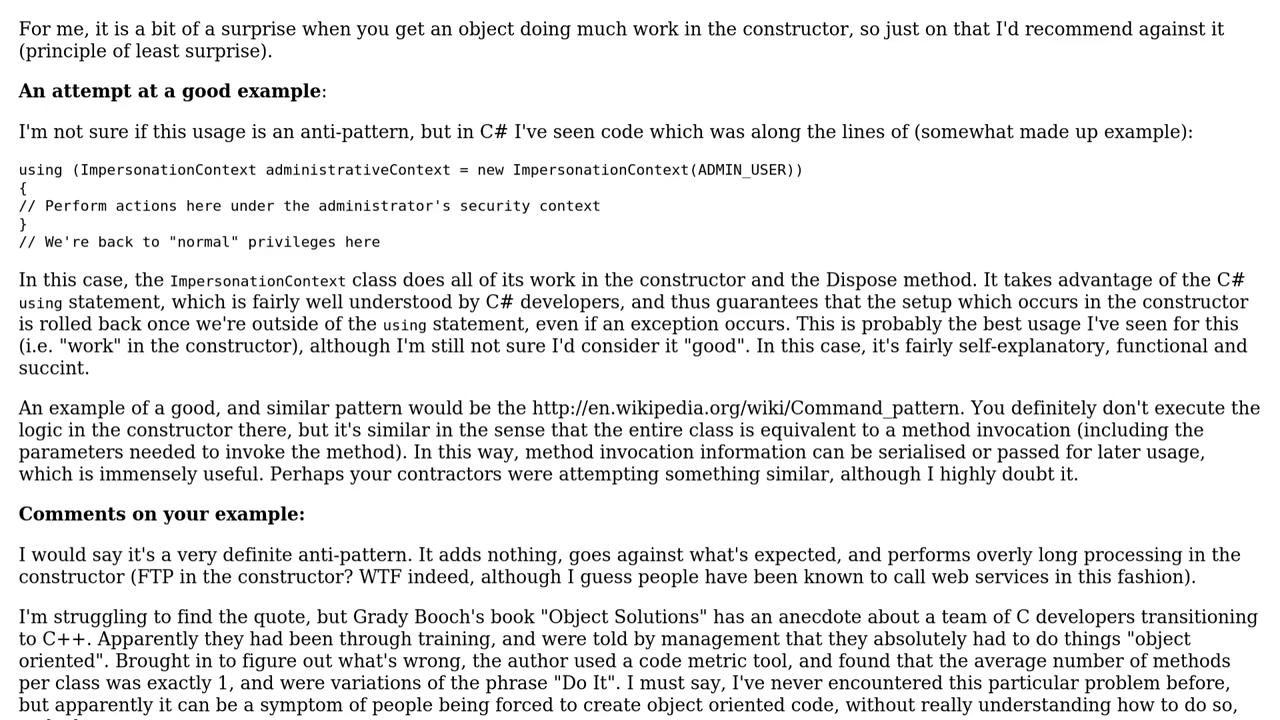 For me, it is a bit of a surprise when you get an object doing much work in the constructor, so just on that I'd recommend against it
(principle of least surprise).
An attempt at a good example:
I'm not sure if this usage is an anti-pattern, but in C# I've seen code which was along the lines of (somewhat made up example):
using (ImpersonationContext administrativeContext = new ImpersonationContext(ADMIN_USER))
{
// Perform actions here under the administrator's security context
}
// We're back to "normal" privileges here
In this case, the ImpersonationContext class does all of its work in the constructor and the Dispose method. It takes advantage of the C#
using statement, which is fairly well understood by C# developers, and thus guarantees that the setup which occurs in the constructor
is rolled back once we're outside of the using statement, even if an exception occurs. This is probably the best usage I've seen for this
(i.e. "work" in the constructor), although I'm still not sure I'd consider it "good". In this case, it's fairly self-explanatory, functional and
succint.
An example of a good, and similar pattern would be the http://en.wikipedia.org/wiki/Command_pattern. You definitely don't execute the
logic in the constructor there, but it's similar in the sense that the entire class is equivalent to a method invocation (including the
parameters needed to invoke the method). In this way, method invocation information can be serialised or passed for later usage,
which is immensely useful. Perhaps your contractors were attempting something similar, although I highly doubt it.
Comments on your example:
I would say it's a very definite anti-pattern. It adds nothing, goes against what's expected, and performs overly long processing in the
constructor (FTP in the constructor? WTF indeed, although I guess people have been known to call web services in this fashion).
I'm struggling to find the quote, but Grady Booch's book "Object Solutions" has an anecdote about a team of C developers transitioning
to C++. Apparently they had been through training, and were told by management that they absolutely had to do things "object
oriented". Brought in to figure out what's wrong, the author used a code metric tool, and found that the average number of methods
per class was exactly 1, and were variations of the phrase "Do It". I must say, I've never encountered this particular problem before,
but apparently it can be a symptom of people being forced to create object oriented code, without really understanding how to do so,